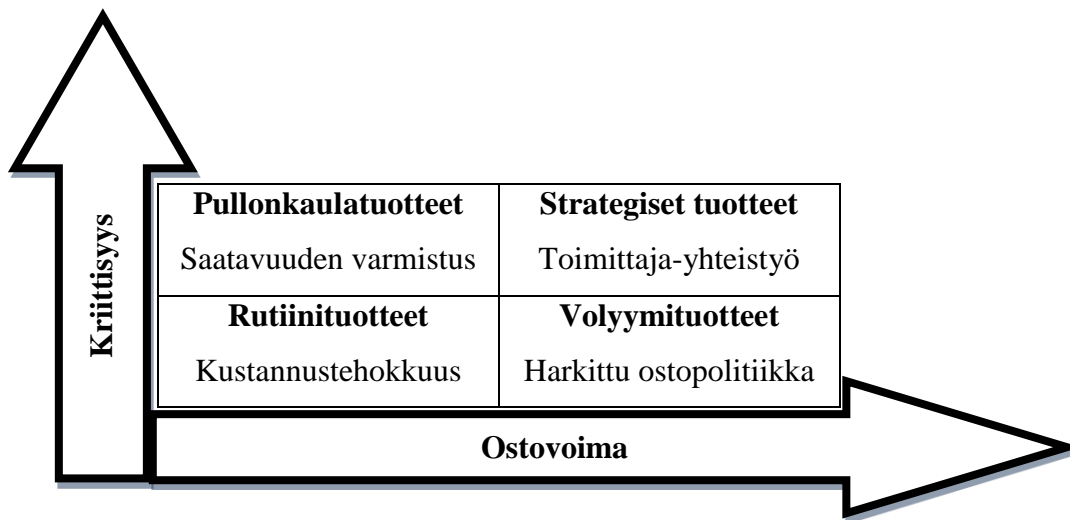 Kriittisyys
Pullonkaulatuotteet
Saatavuuden varmistus
Strategiset tuotteet
Toimittaja-yhteistyö
Rutiinituotteet
Kustannustehokkuus
Volyymituotteet
Harkittu ostopolitiikka
Ostovoima